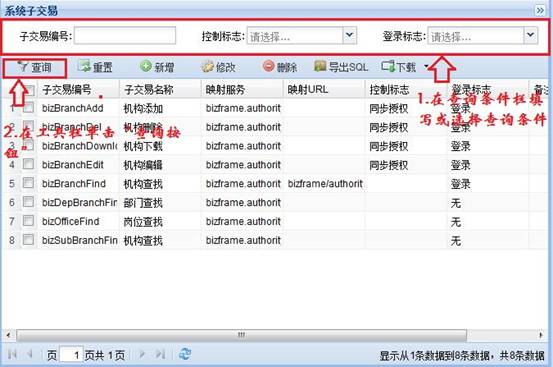 系统子交易
子交易编号: 控制标志: 请选择... 登录标志: 请选择...
查询 重置 新增 修改 删除 导出SQL 下载
子交易编号 子交易名称 映射服务 映射URL 控制标志 登录标志 备注
1 bizBranchAdd 机构添加 bizframe.authorit 同步授权 登录
2 bizBranchDel 机构删除 bizframe.authorit 同步授权 登录
3 bizBranchDownlo 机构下载 bizframe.authorit 同步授权 登录
4 bizBranchEdit 机构编辑 bizframe.authorit 同步授权 登录
5 bizBranchFind 机构查找 bizframe.authorit bizframe/authorit 登录
6 bizDepBranchFin 部门查找 bizframe.authorit 无
7 bizOfficeFind 岗位查找 bizframe.authorit 无
8 bizSubBranchFin 机构查找 bizframe.authorit 无
1.在查询条件栏填
写或选择查询条件
2.在工具栏单击“查询按
钮”
页 1 页共 1 页 显示从1条数据到8条数据，共8条数据